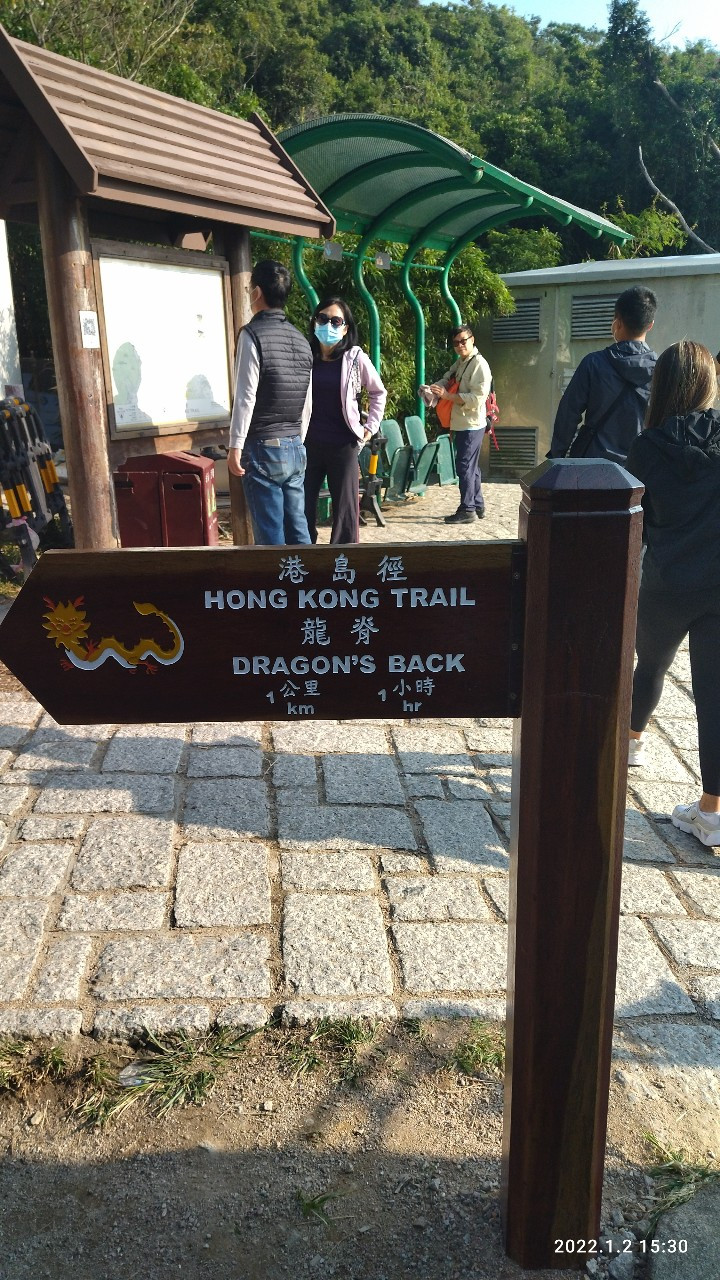 港島徑
HONG KONG TRAIL
龍脊
DRAGON'S BACK
1 公里 1 小時
km hr
2022.1.2 15:30